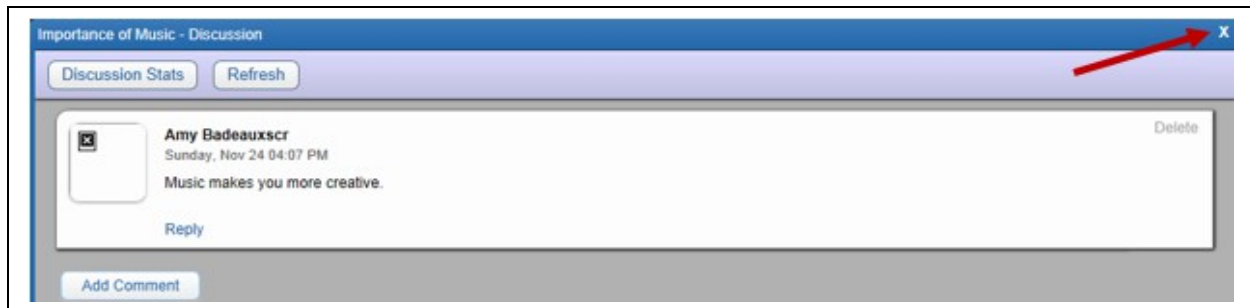 Importance of Music - Discussion X
Discussion Stats Refresh
Amy Badeauxscr Delete
Sunday, Nov 24 04:07 PM
Music makes you more creative.
Reply
Add Comment